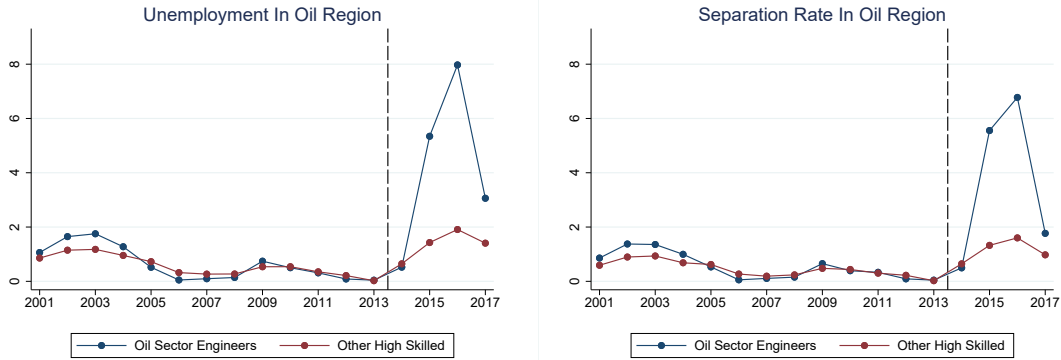 Unemployment In Oil Region
8
6
4
2
0
2001 2003 2005 2007 2009 2011 2013 2015 2017
Oil Sector Engineers Other High Skilled
Separation Rate In Oil Region
8
6
4
2
0
2001 2003 2005 2007 2009 2011 2013 2015 2017
Oil Sector Engineers Other High Skilled